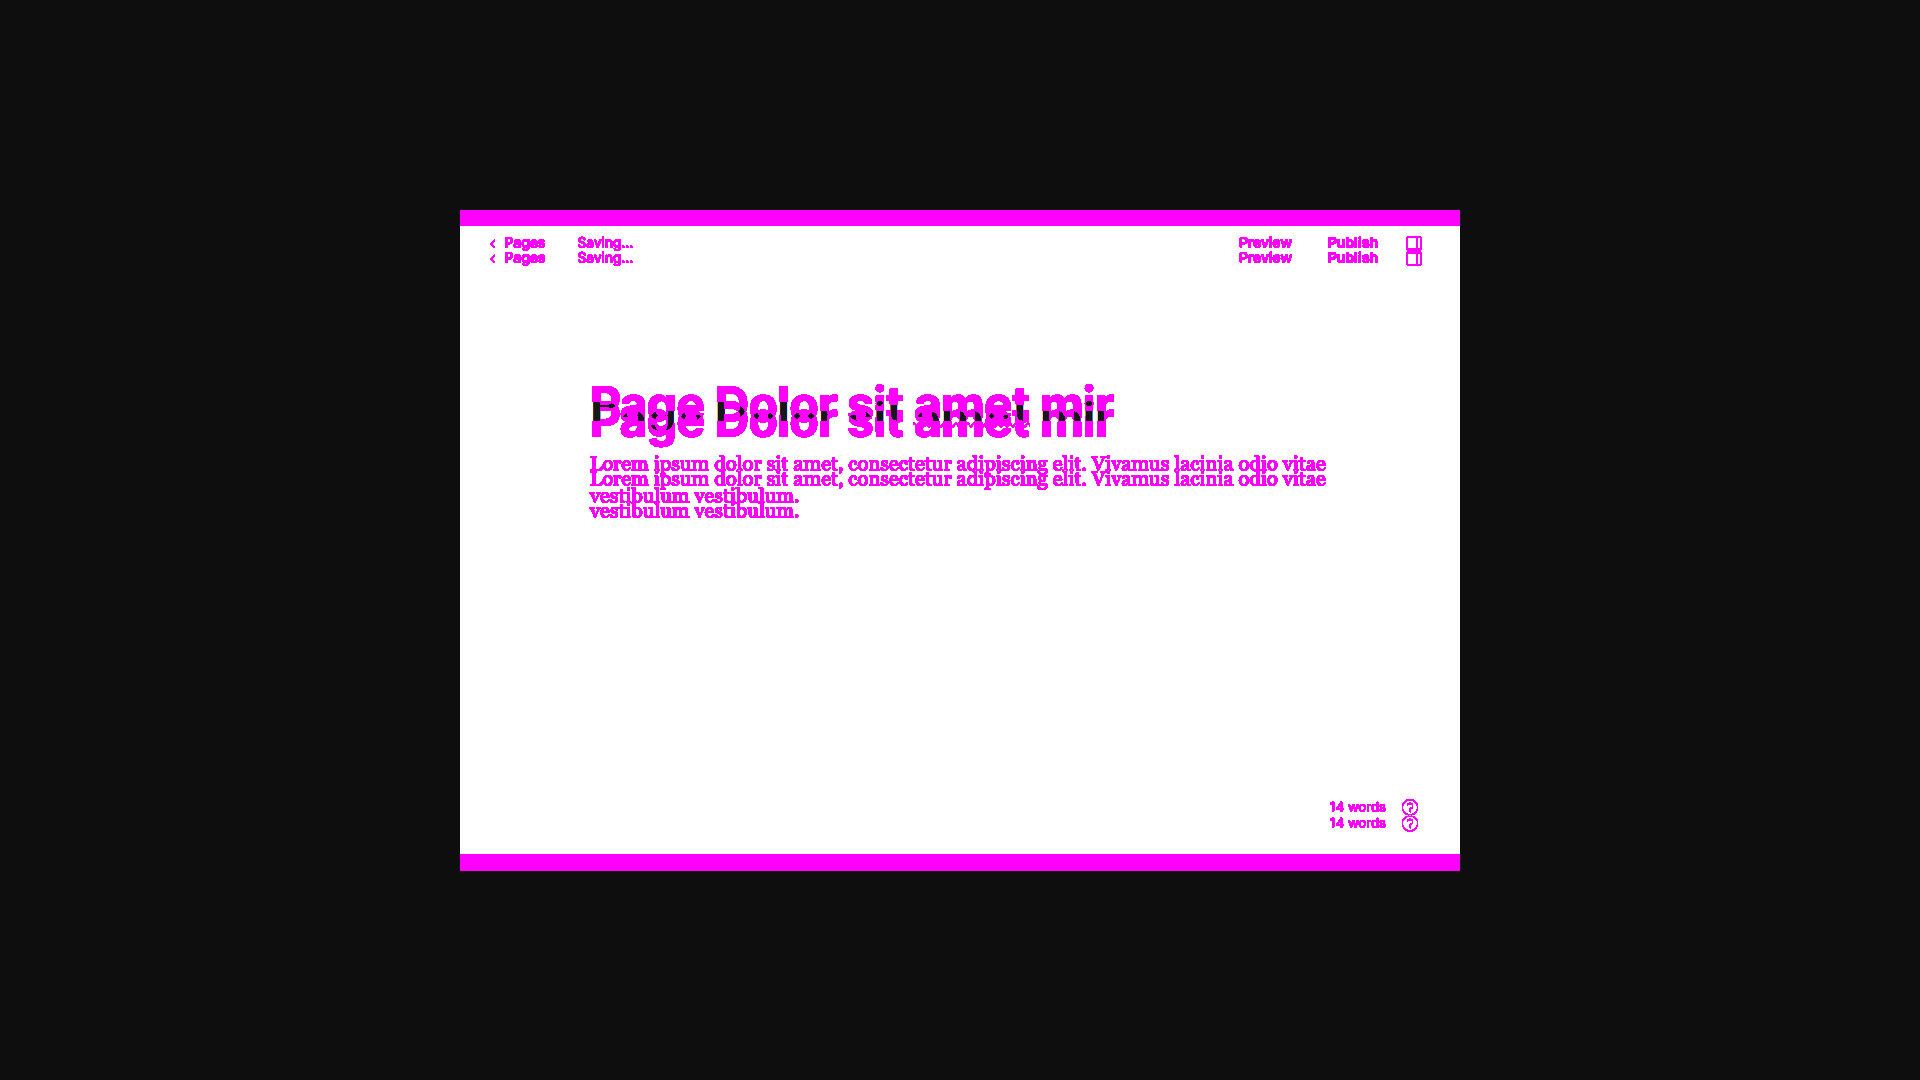 Pages Saving... Preview Publish
Pages Saving... Preview Publish
Page Dolor sit amet mir
Page Dolor sit amet mir
Lorem ipsum dolor sit amet, consectetur adipiscing elit. Vivamus lacinia odio vitae
Lorem ipsum dolor sit amet, consectetur adipiscing elit. Vivamus lacinia odio vitae
vestibulum vestibulum.
vestibulum vestibulum.
14 words ?
14 words ?